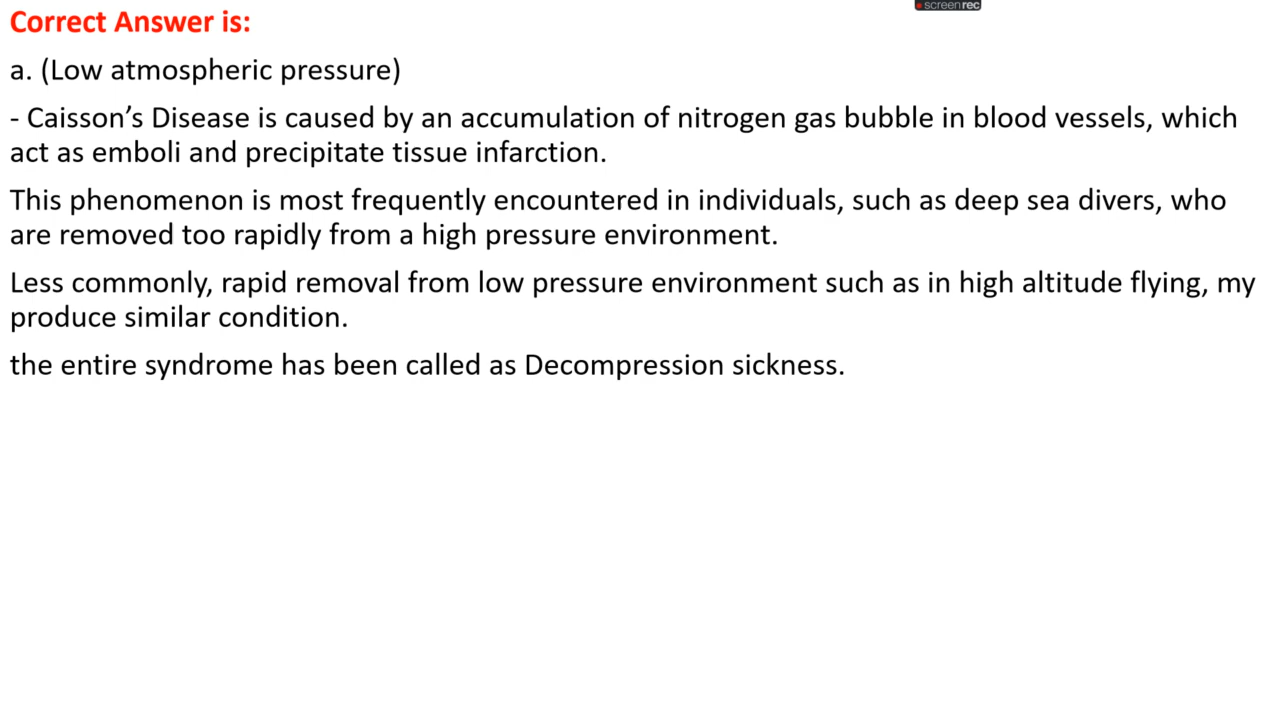 screenrec
Correct Answer is:
a. (Low atmospheric pressure)
- Caisson’s Disease is caused by an accumulation of nitrogen gas bubble in blood vessels, which
act as emboli and precipitate tissue infarction.
This phenomenon is most frequently encountered in individuals, such as deep sea divers, who
are removed too rapidly from a high pressure environment.
Less commonly, rapid removal from low pressure environment such as in high altitude flying, my
produce similar condition.
the entire syndrome has been called as Decompression sickness.